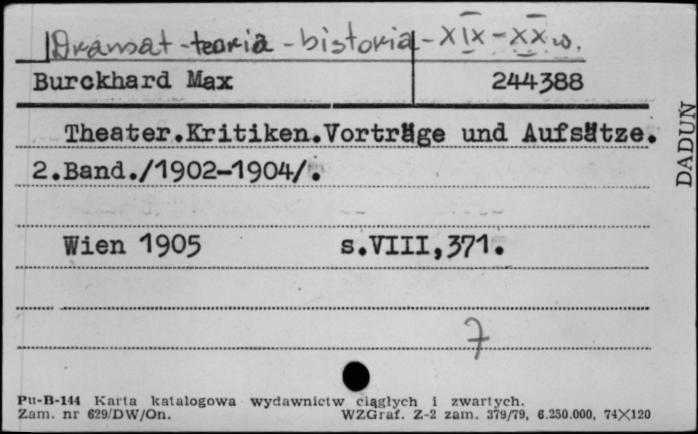 Dramat - teoria - historia - XIX - XX w.
Burckhard Max 244388
Theater.Kritiken.Vorträge und Aufsätze.
2.Band./1902-1904/.
Wien 1905 s.VIII,371.
7
DADUN
Pu-B-144 Karta katalogowa wydawnictw ciągłych i zwartych.
Zam. nr 629/DW/On. WZGraf. Z-2 zam. 379/79, 6.250.000, 74X120